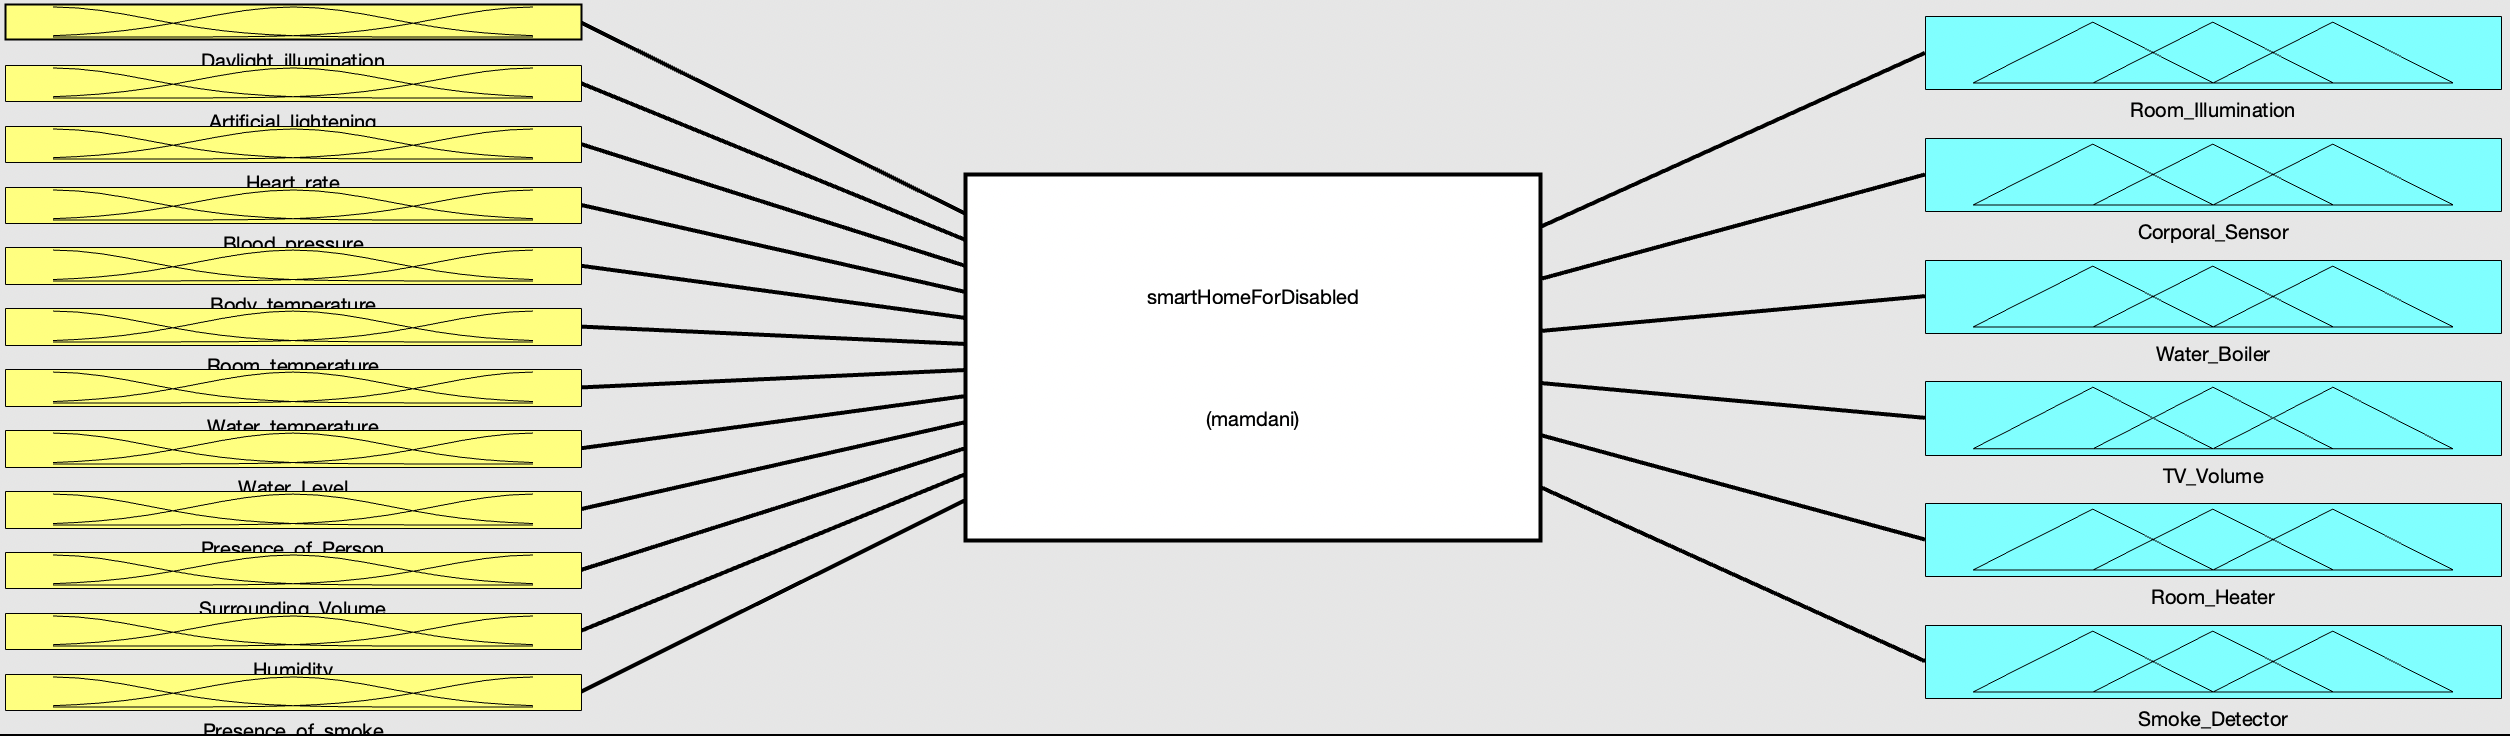 Daylight_illumination
Artificial_lightening
Heart_rate
Blood_pressure
Body_temperature
Room_temperature
Water_temperature
Water_Level
Presence_of_Person
Surrounding_Volume
Humidity
Presence_of_smoke
smartHomeForDisabled
(mamdani)
Room_Illumination
Corporal_Sensor
Water_Boiler
TV_Volume
Room_Heater
Smoke_Detector